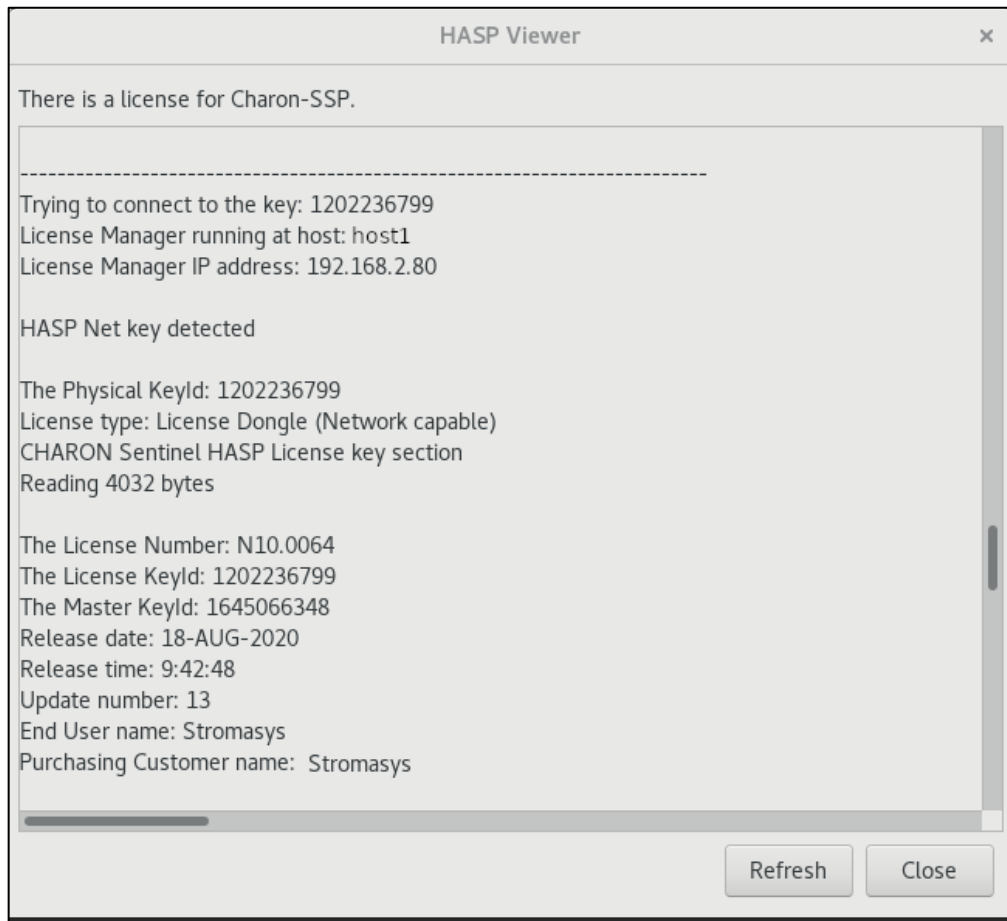 HASP Viewer ×
There is a license for Charon-SSP.
------------------------------------------------------------------------
Trying to connect to the key: 1202236799
License Manager running at host: host1
License Manager IP address: 192.168.2.80
HASP Net key detected
The Physical KeyId: 1202236799
License type: License Dongle (Network capable)
CHARON Sentinel HASP License key section
Reading 4032 bytes
The License Number: N10.0064
The License KeyId: 1202236799
The Master KeyId: 1645066348
Release date: 18-AUG-2020
Release time: 9:42:48
Update number: 13
End User name: Stromasys
Purchasing Customer name: Stromasys
Refresh Close